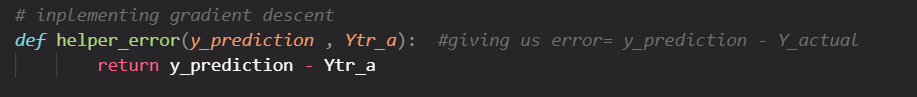 # inplementing gradient descent
def helper_error(y_prediction , Ytr_a):  #giving us error= y_prediction - Y_actual
        return y_prediction - Ytr_a